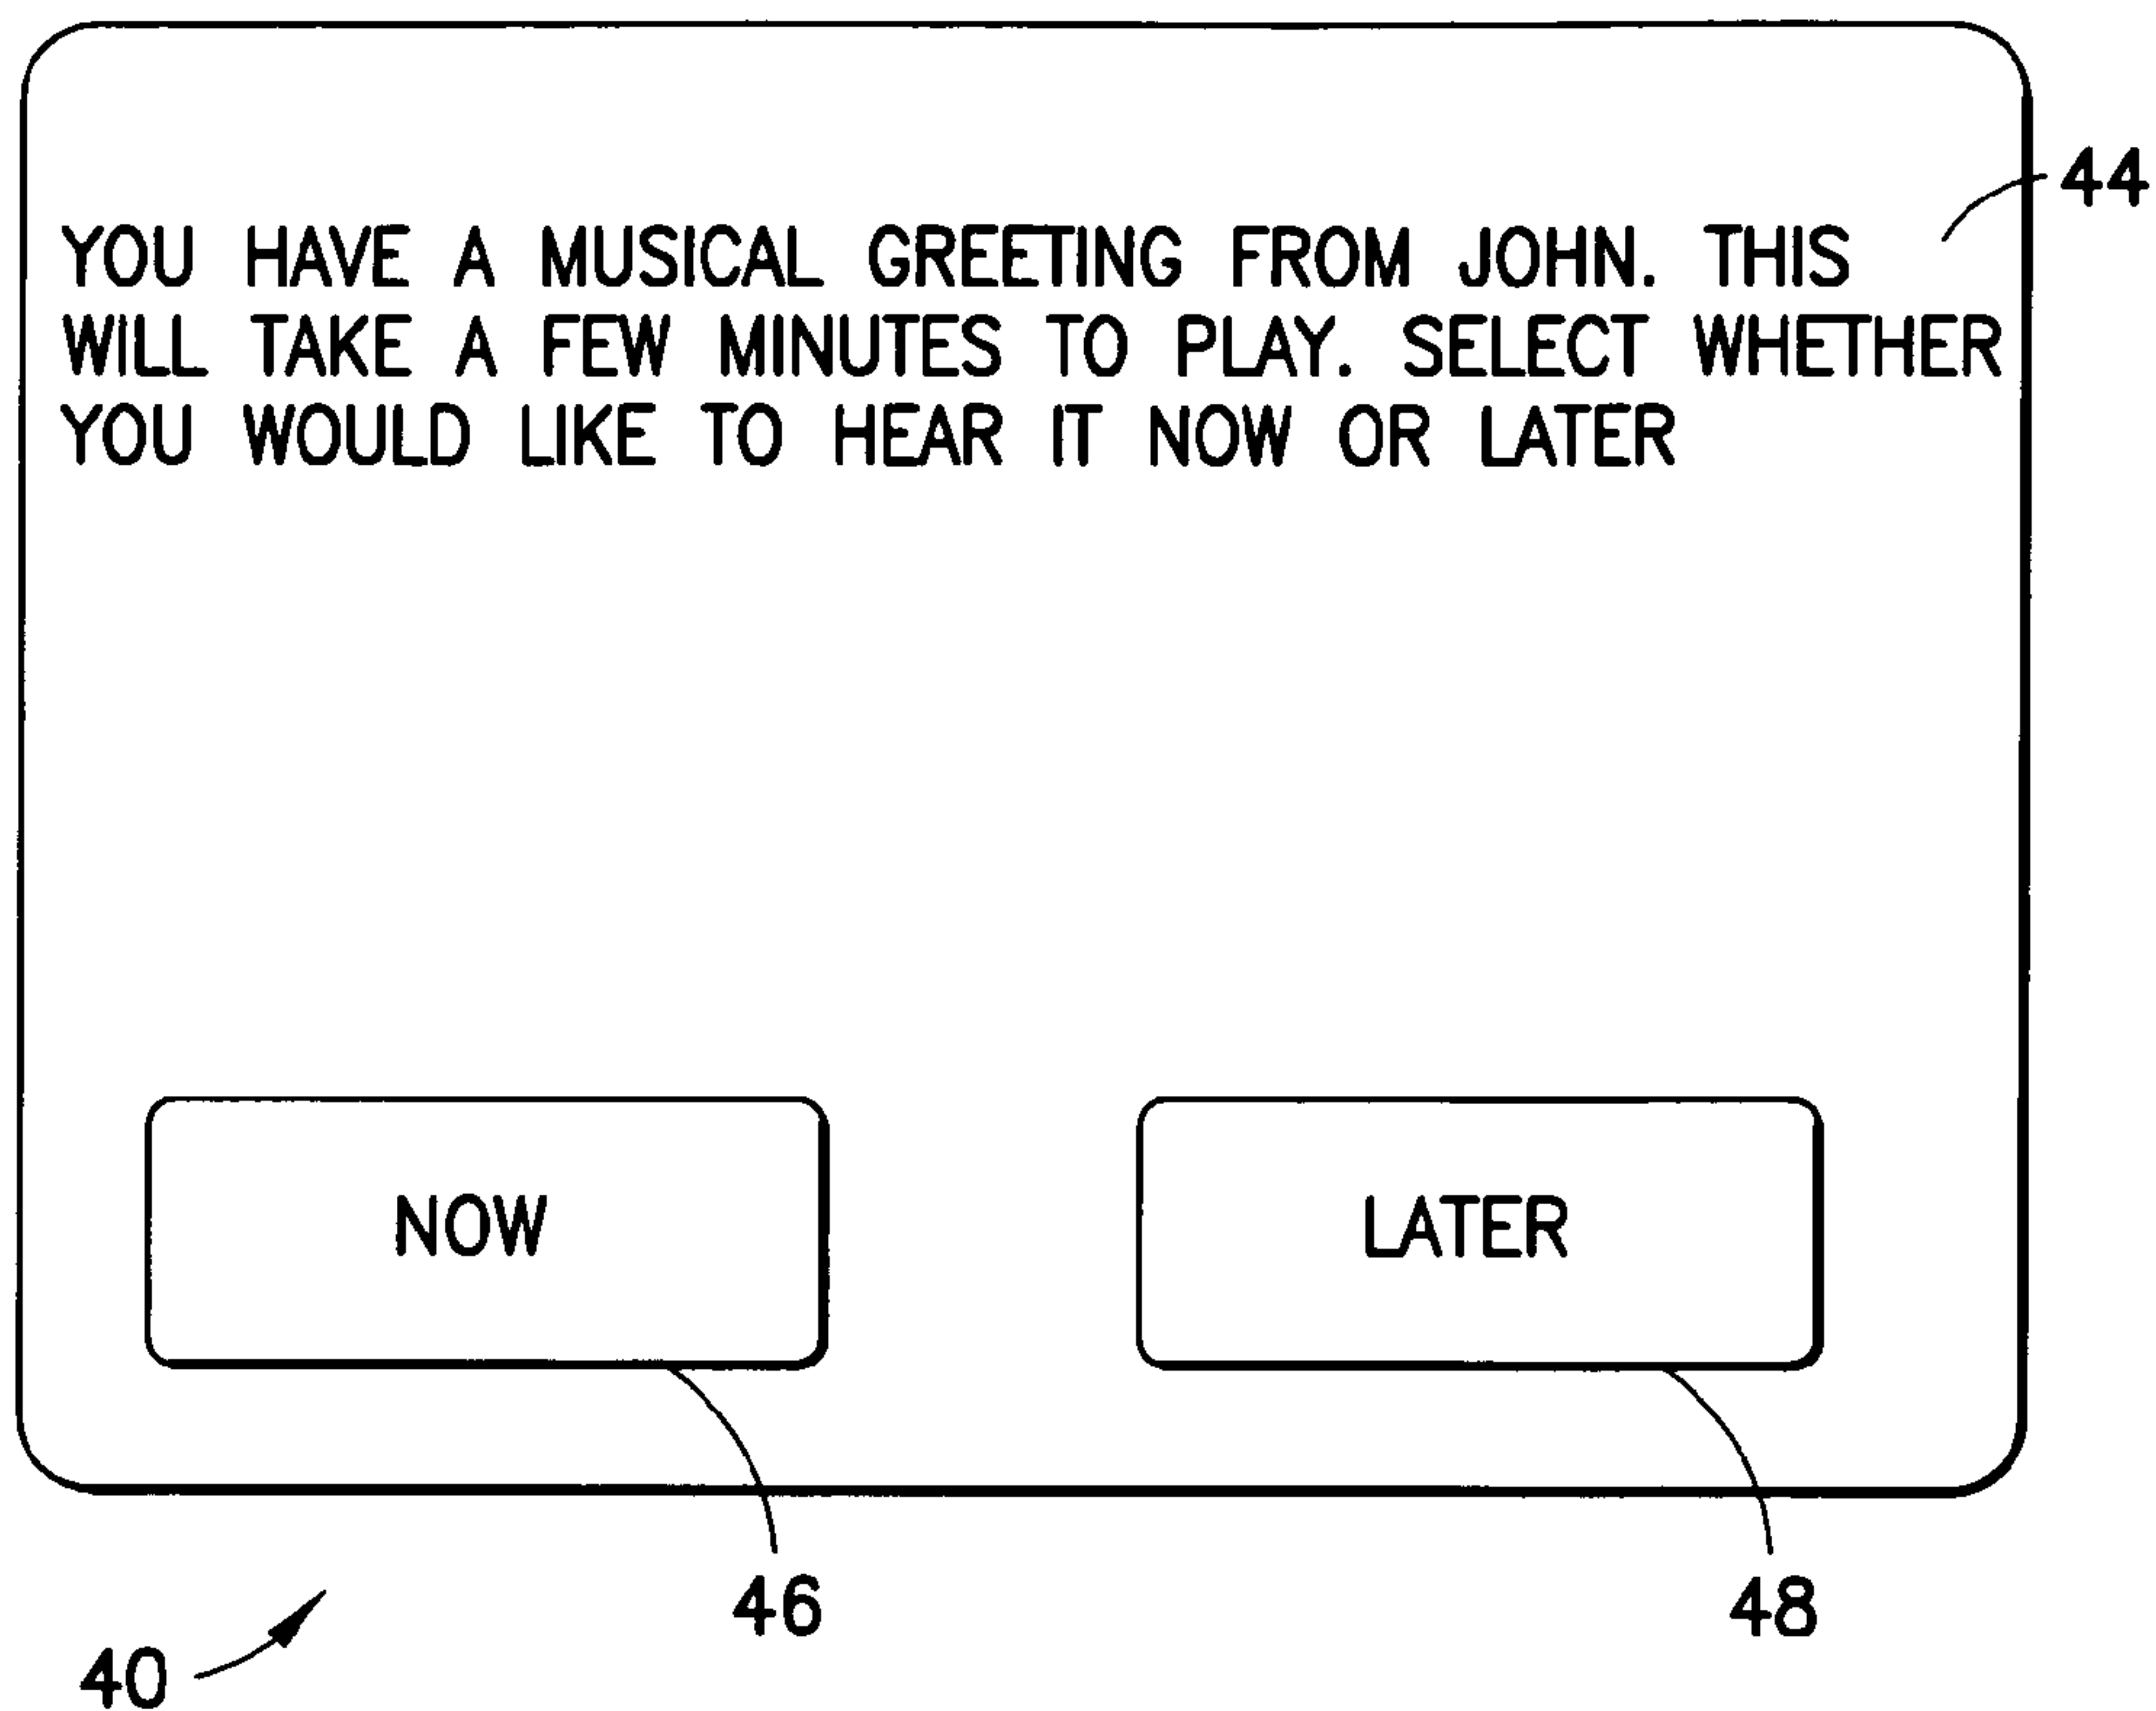 44
YOU HAVE A MUSICAL GREETING FROM JOHN. THIS
WILL TAKE A FEW MINUTES TO PLAY. SELECT WHETHER
YOU WOULD LIKE TO HEAR IT NOW OR LATER
NOW
LATER
46
48
40